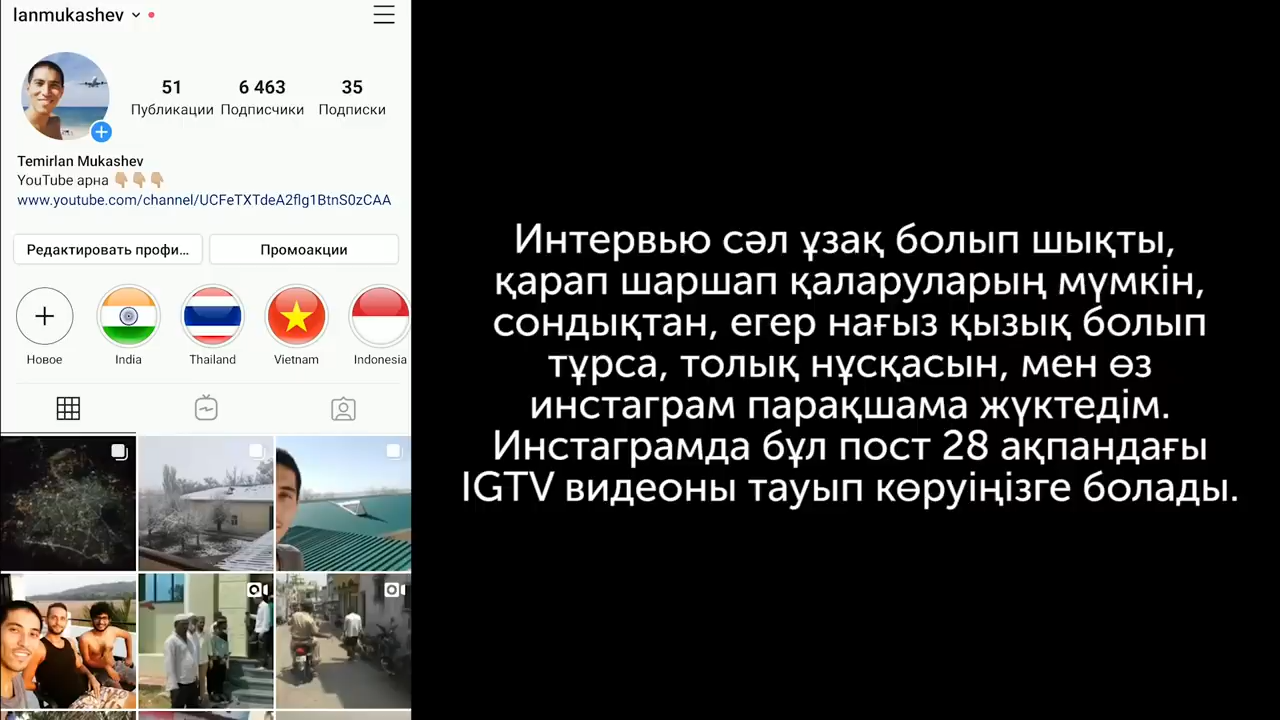 lanmukashev
51
6 463
35
Публикации
Подписчики
Подписки
Temirlan Mukashev
YouTube арна 👇🏼👇🏼👇🏼
www.youtube.com/channel/UCFeTXTdeA2flg1BtnS0zCAA
Редактировать профи...
Промоакции
Новое
India
Thailand
Vietnam
Indonesia
Интервью сәл ұзақ болып шықты,
қарап шаршап қаларуларың мүмкін,
сондықтан, егер нағыз қызық болып
тұрса, толық нұсқасын, мен өз
инстаграм парақшама жүктедім.
Инстаграмда бұл пост 28 ақпандағы
IGTV видеоны тауып көруіңізге болады.